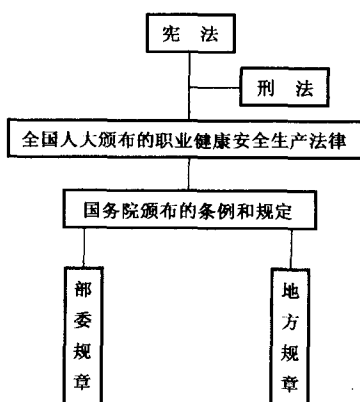 宪 法
刑 法
全国人大颁布的职业健康安全生产法律
国务院颁布的条例和规定
部委规章
地方规章